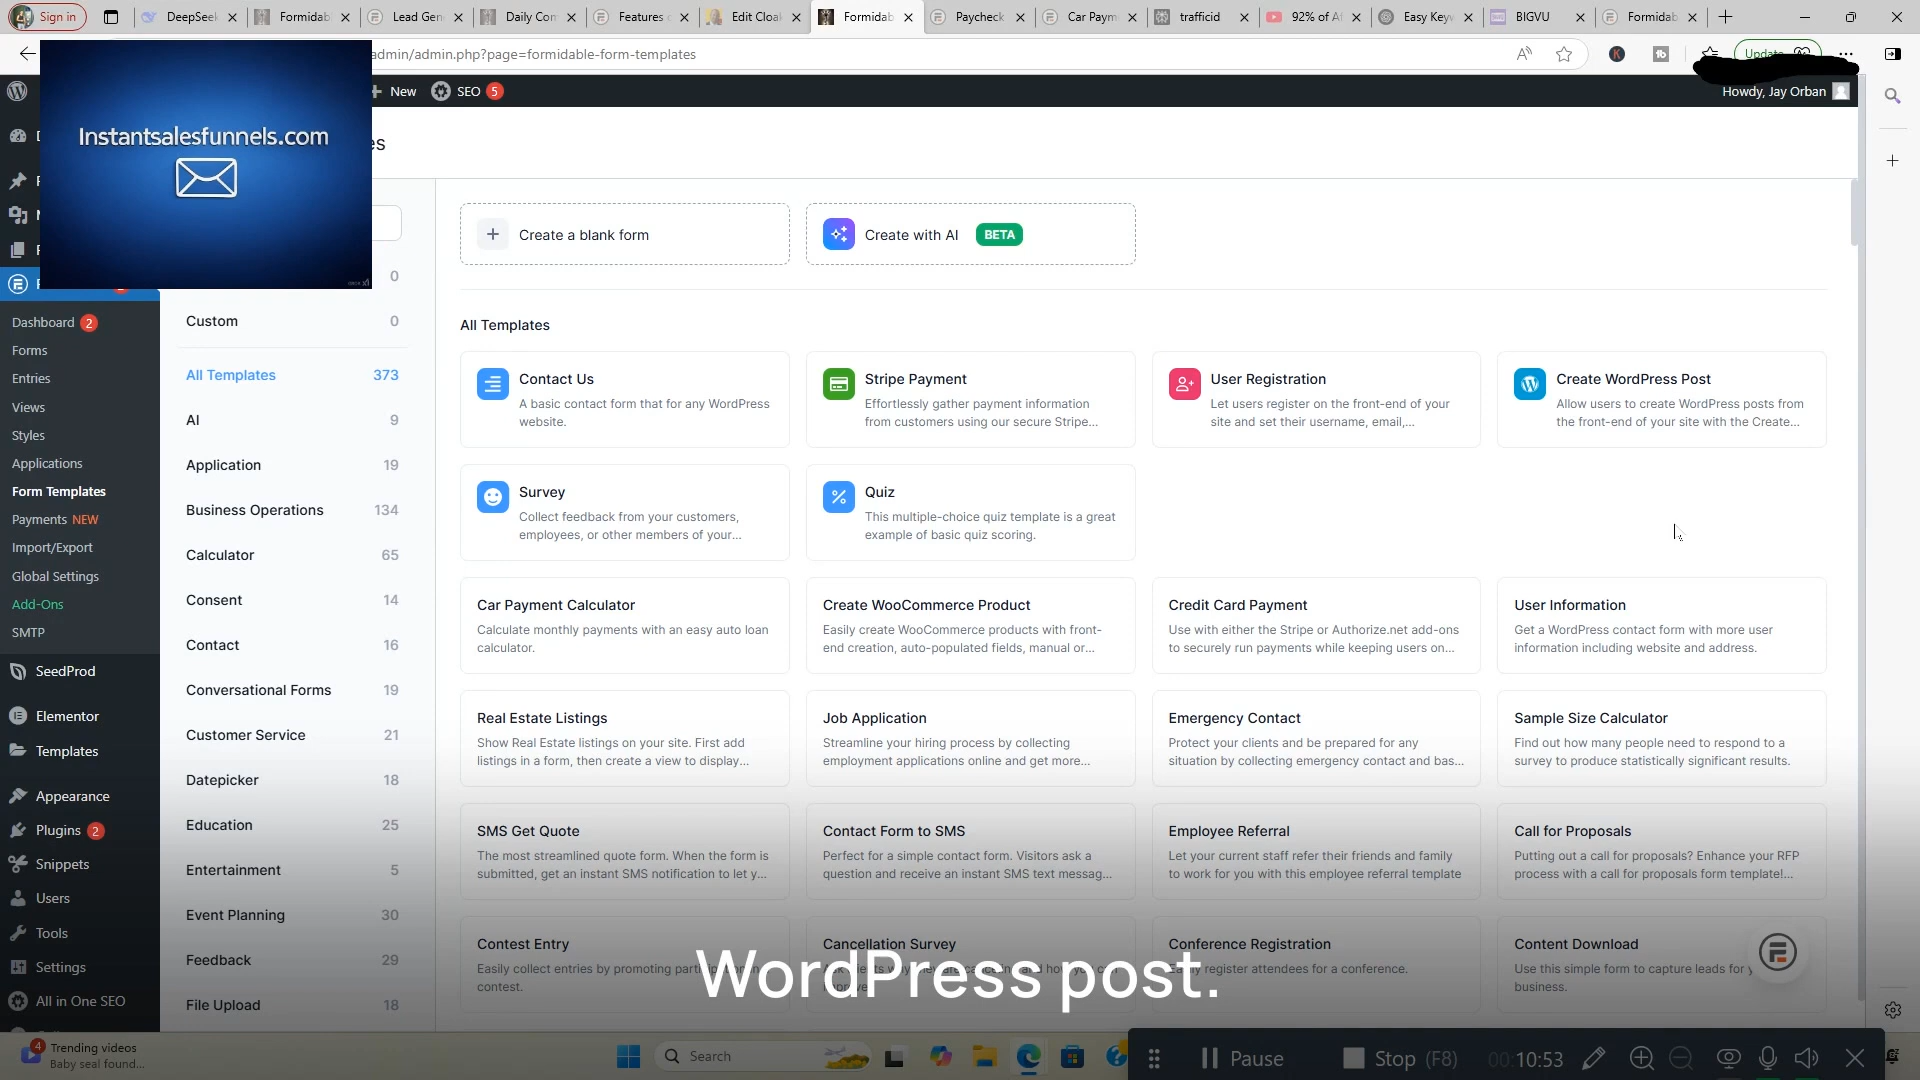 Sign in
DeepSeek
Formidab
Lead Gen
Daily Con
Features
Edit Cloa
Formidab
Paycheck
Car Paym
trafficid
92% of A
Easy Key
BIGVU
Formidab
dmin/admin.php?page=formidable-form-templates
Update
New
SEO 5
Howdy, Jay Orban
Instantsalesfunnels.com
es
Create a blank form
Create with AI BETA
0
Custom 0
All Templates 373
AI 9
Application 19
Business Operations 134
Calculator 65
Consent 14
Contact 16
Conversational Forms 19
Customer Service 21
Datepicker 18
Education 25
Entertainment 5
Event Planning 30
Feedback 29
File Upload 18
Dashboard 2
Forms
Entries
Views
Styles
Applications
Form Templates
Payments NEW
Import/Export
Global Settings
Add-Ons
SMTP
SeedProd
Elementor
Templates
Appearance
Plugins 2
Snippets
Users
Tools
Settings
All in One SEO
All Templates
Contact Us
A basic contact form that for any WordPress
website.
Stripe Payment
Effortlessly gather payment information
from customers using our secure Stripe...
User Registration
Let users register on the front-end of your
site and set their username, email,...
Create WordPress Post
Allow users to create WordPress posts from
the front-end of your site with the Create...
Survey
Collect feedback from your customers,
employees, or other members of your...
Quiz
This multiple-choice quiz template is a great
example of basic quiz scoring.
Car Payment Calculator
Calculate monthly payments with an easy auto loan
calculator.
Create WooCommerce Product
Easily create WooCommerce products with front-
end creation, auto-populated fields, manual or...
Credit Card Payment
Use with either the Stripe or Authorize.net add-ons
to securely run payments while keeping users on...
User Information
Get a WordPress contact form with more user
information including website and address.
Real Estate Listings
Show Real Estate listings on your site. First add
listings in a form, then create a view to display...
Job Application
Streamline your hiring process by collecting
employment applications online and get more...
Emergency Contact
Protect your clients and be prepared for any
situation by collecting emergency contact and bas...
Sample Size Calculator
Find out how many people need to respond to a
survey to produce statistically significant results.
SMS Get Quote
The most streamlined quote form. When the form is
submitted, get an instant SMS notification to let y...
Contact Form to SMS
Perfect for a simple contact form. Visitors ask a
question and receive an instant SMS text messag...
Employee Referral
Let your current staff refer their friends and family
to work for you with this employee referral template
Call for Proposals
Putting out a call for proposals? Enhance your RFP
process with a call for proposals form template!...
Contest Entry
Easily collect entries by promoting
contest.
Cancellation Survey
Conference Registration
register attendees for a conference.
Content Download
Use this simple form to capture leads for
business.
WordPress post.
4
Trending videos
Baby seal found...
Search
Pause
Stop (F8)
00:10:53